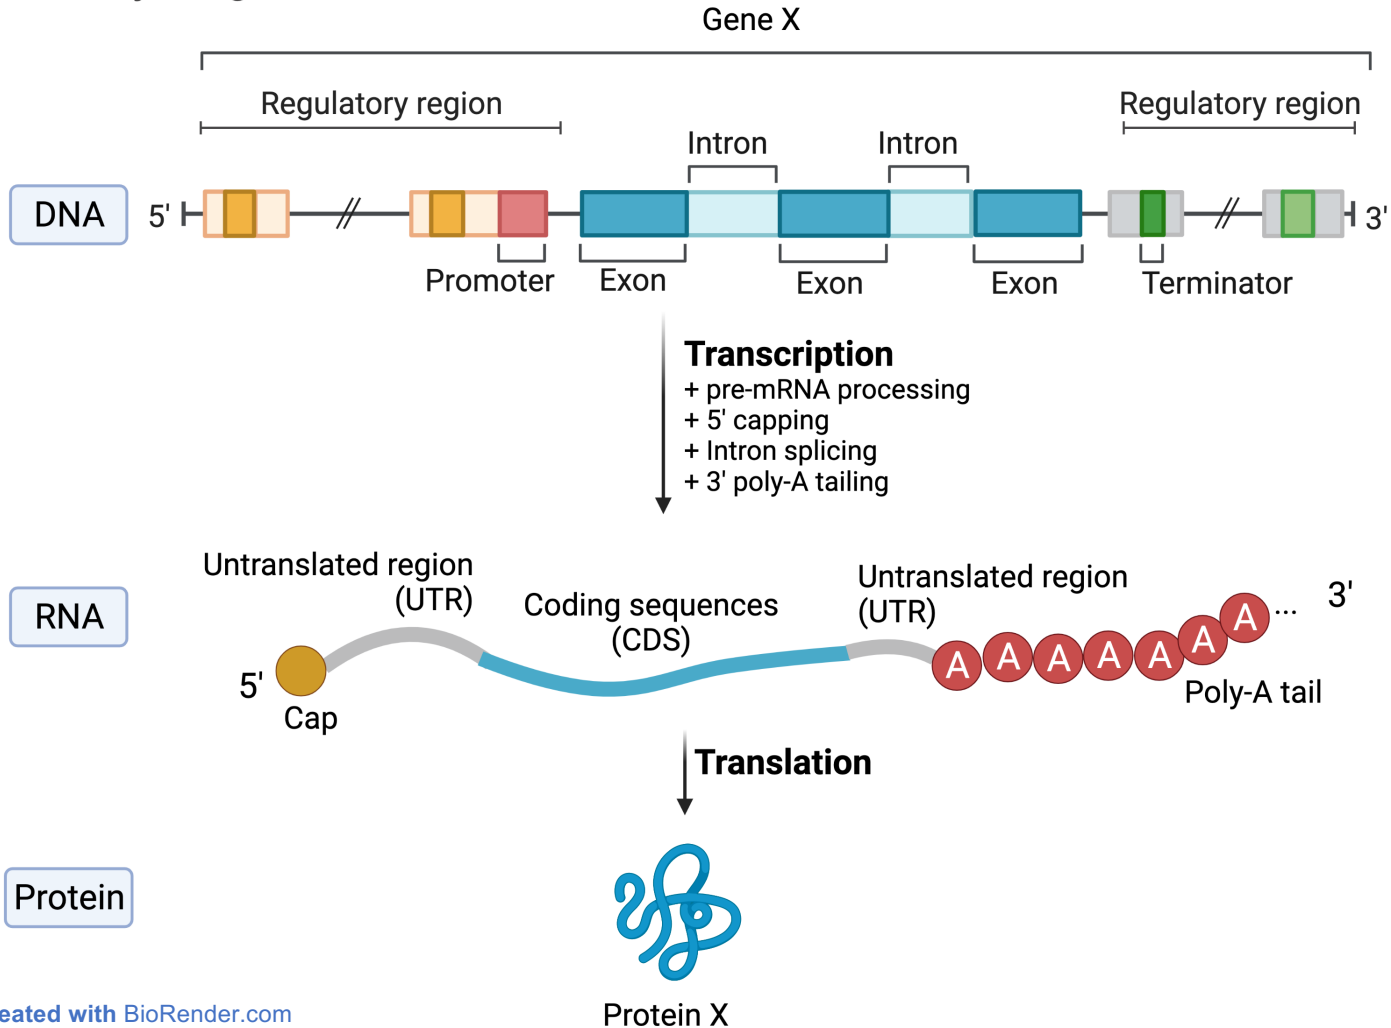 Gene X
Regulatory region
Regulatory region
Intron
Intron
DNA
5'
3'
Promoter
Exon
Exon
Exon
Terminator
Transcription
+ pre-mRNA processing
+ 5' capping
+ Intron splicing
+ 3' poly-A tailing
Untranslated region
(UTR)
Coding sequences
(CDS)
Untranslated region
(UTR)
RNA
5'
Cap
A A A A A A A ...
3'
Poly-A tail
Translation
Protein
Protein X
eated with BioRender.com